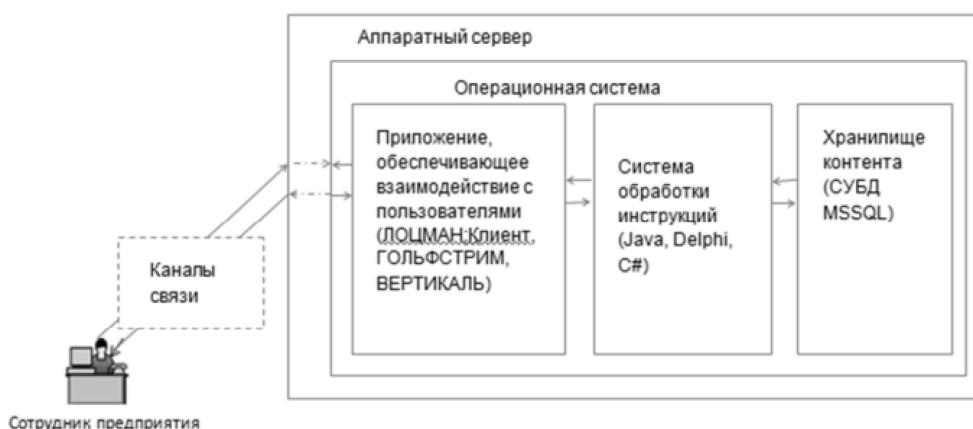 Аппаратный сервер
Операционная система
Приложение,
обеспечивающее
взаимодействие с
пользователями
(ЛОЦМАН;Клиент,
ГОЛЬФСТРИМ,
ВЕРТИКАЛЬ)
Система
обработки
инструкций
(Java, Delphi,
C#)
Хранилище
контента
(СУБД
MSSQL)
Каналы
связи
Сотрудник предприятия